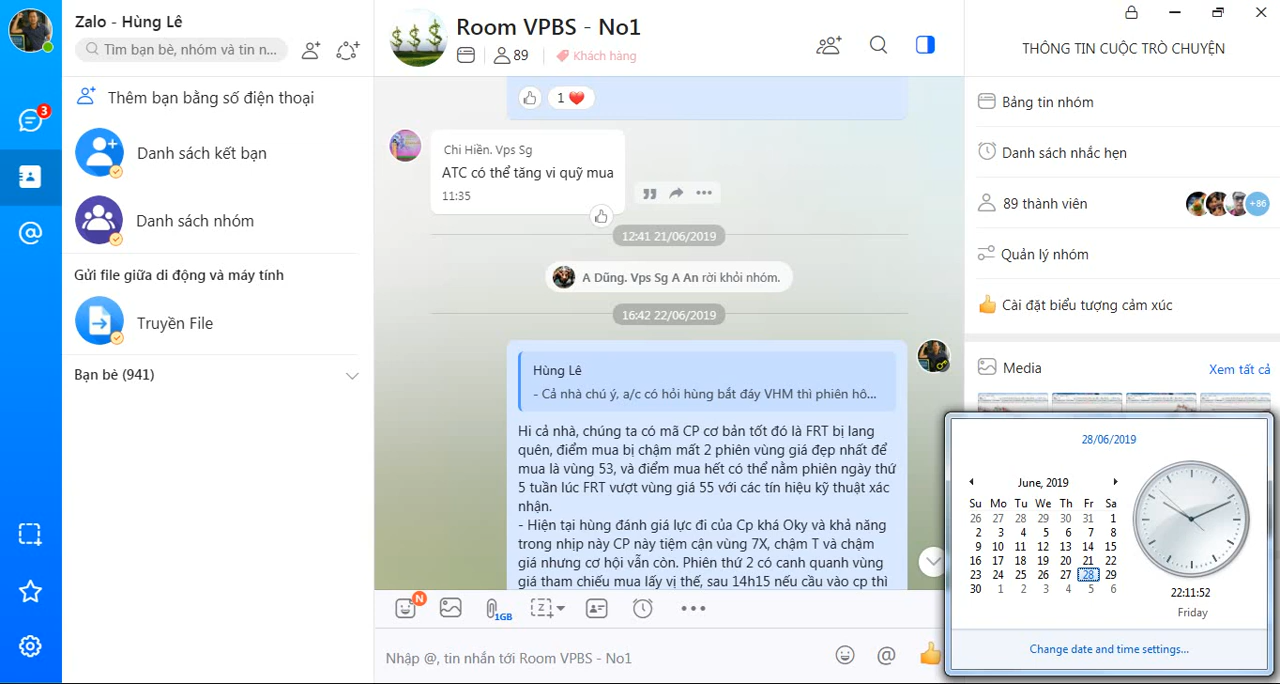 Zalo - Hùng Lê
Tìm bạn bè, nhóm và tin n...
3
Thêm bạn bằng số điện thoại
Danh sách kết bạn
Danh sách nhóm
Gửi file giữa di động và máy tính
Truyền File
Bạn bè (941)
Room VPBS - No1
89
Khách hàng
1
Chi Hiền. Vps Sg
ATC có thể tăng vi quỹ mua
11:35
12:41 21/06/2019
A Dũng. Vps Sg A An rời khỏi nhóm.
16:42 22/06/2019
Hùng Lê
- Cả nhà chú ý, a/c có hỏi hùng bắt đáy VHM thì phiên hô...
Hi cả nhà, chúng ta có mã CP cơ bản tốt đó là FRT bị lang
quên, điểm mua bị chậm mất 2 phiên vùng giá đẹp nhất để
mua là vùng 53, và điểm mua hết có thể nằm phiên ngày thứ
5 tuần lúc FRT vượt vùng giá 55 với các tín hiệu kỹ thuật xác
nhận.
- Hiện tại hùng đánh giá lực đi của Cp khá Oky và khả năng
trong nhịp này CP này tiệm cận vùng 7X, chậm T và chậm
giá nhưng cơ hội vẫn còn. Phiên thứ 2 có canh quanh vùng
giá tham chiếu mua lấy vị thế, sau 14h15 nếu cầu vào cp thì
N
1GB
Nhập @, tin nhắn tới Room VPBS - No1
THÔNG TIN CUỘC TRÒ CHUYỆN
Bảng tin nhóm
Danh sách nhắc hẹn
89 thành viên
+86
Quản lý nhóm
Cài đặt biểu tượng cảm xúc
Media
Xem tất cả
28/06/2019
June, 2019
Su Mo Tu We Th Fr Sa
26 27 28 29 30 31 1
2 3 4 5 6 7 8
9 10 11 12 13 14 15
16 17 18 19 20 21 22
23 24 25 26 27 28 29
30 1 2 3 4 5 6
22:11:52
Friday
Change date and time settings...